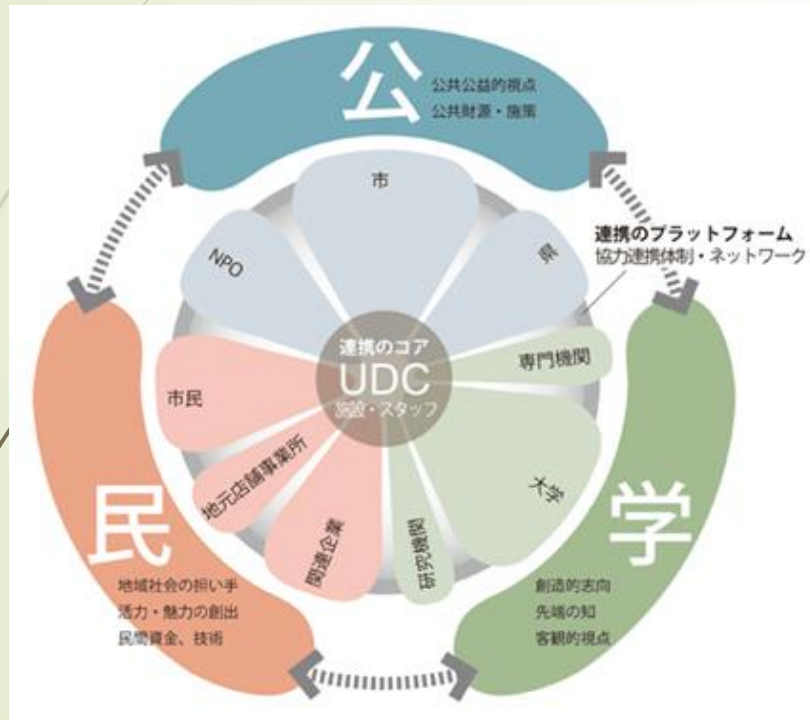 公
公共公益的視点
公共財源・施策
市
NPO
県
連携のプラットフォーム
協力連携体制・ネットワーク
連携のコア
UDC
施設・スタッフ
専門機関
市民
地元店舗事業所
関連企業
研究機関
大学
民
地域社会の担い手
活力・魅力の創出
民間資金、技術
学
創造的志向
先端の知
客観的視点